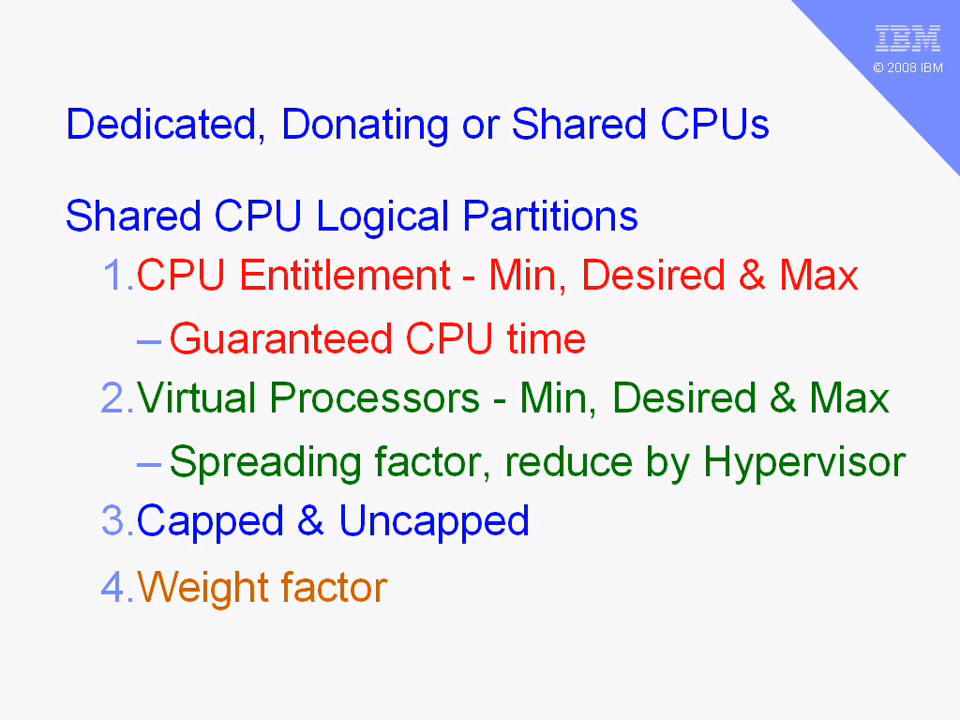 IBM
© 2008 IBM
Dedicated, Donating or Shared CPUs
Shared CPU Logical Partitions
1.CPU Entitlement - Min, Desired & Max
– Guaranteed CPU time
2.Virtual Processors - Min, Desired & Max
– Spreading factor, reduce by Hypervisor
3.Capped & Uncapped
4.Weight factor